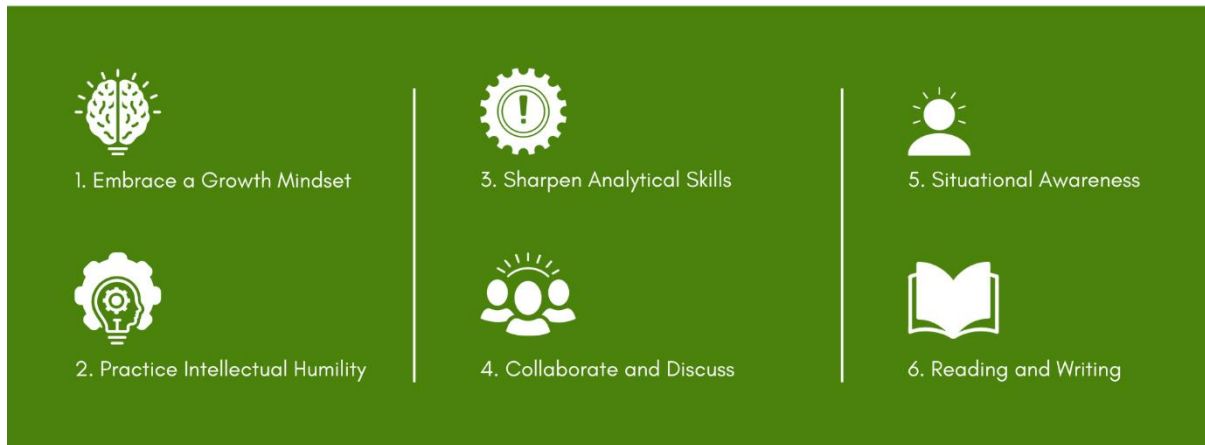 1. Embrace a Growth Mindset
2. Practice Intellectual Humility
3. Sharpen Analytical Skills
4. Collaborate and Discuss
5. Situational Awareness
6. Reading and Writing